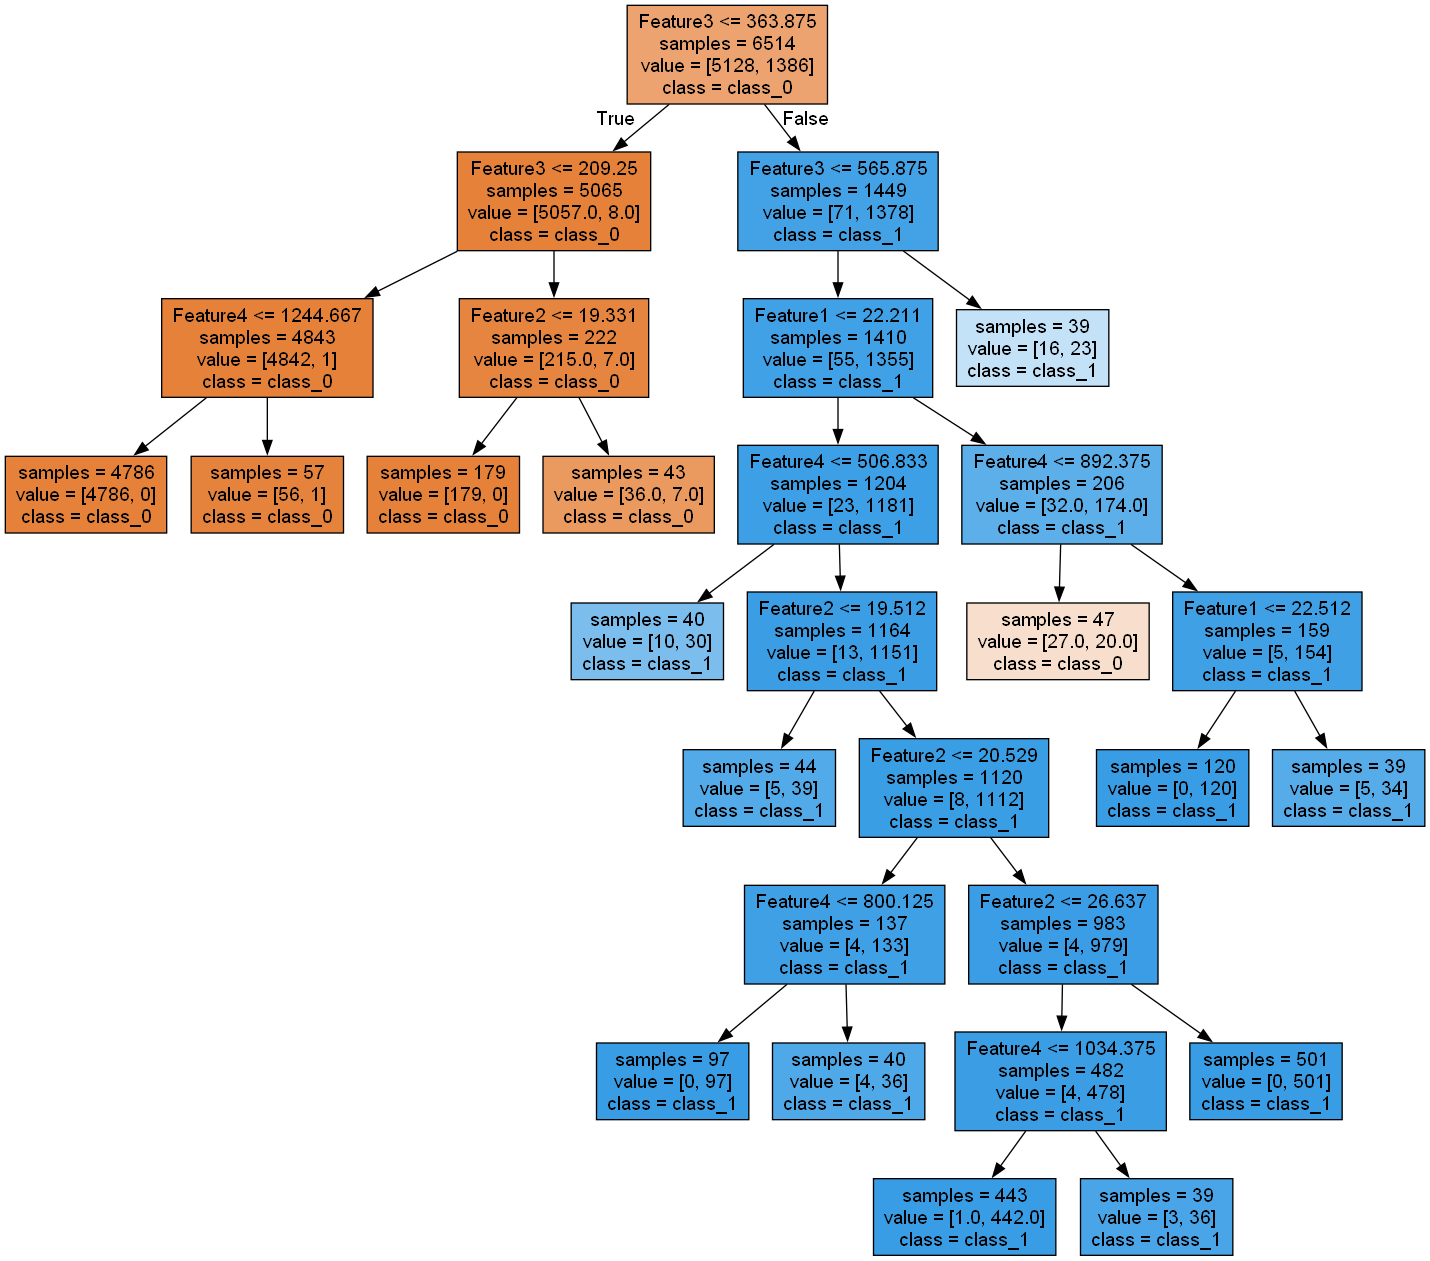 Feature3 <= 363.875
samples = 6514
value = [5128, 1386]
class = class_0
True
False
Feature3 <= 209.25
samples = 5065
value = [5057.0, 8.0]
class = class_0
Feature3 <= 565.875
samples = 1449
value = [71, 1378]
class = class_1
Feature4 <= 1244.667
samples = 4843
value = [4842, 1]
class = class_0
Feature2 <= 19.331
samples = 222
value = [215.0, 7.0]
class = class_0
Feature1 <= 22.211
samples = 1410
value = [55, 1355]
class = class_1
samples = 39
value = [16, 23]
class = class_1
samples = 4786
value = [4786, 0]
class = class_0
samples = 57
value = [56, 1]
class = class_0
samples = 179
value = [179, 0]
class = class_0
samples = 43
value = [36.0, 7.0]
class = class_0
Feature4 <= 506.833
samples = 1204
value = [23, 1181]
class = class_1
Feature4 <= 892.375
samples = 206
value = [32.0, 174.0]
class = class_1
samples = 40
value = [10, 30]
class = class_1
Feature2 <= 19.512
samples = 1164
value = [13, 1151]
class = class_1
samples = 47
value = [27.0, 20.0]
class = class_0
Feature1 <= 22.512
samples = 159
value = [5, 154]
class = class_1
samples = 44
value = [5, 39]
class = class_1
Feature2 <= 20.529
samples = 1120
value = [8, 1112]
class = class_1
samples = 120
value = [0, 120]
class = class_1
samples = 39
value = [5, 34]
class = class_1
Feature4 <= 800.125
samples = 137
value = [4, 133]
class = class_1
Feature2 <= 26.637
samples = 983
value = [4, 979]
class = class_1
samples = 97
value = [0, 97]
class = class_1
samples = 40
value = [4, 36]
class = class_1
Feature4 <= 1034.375
samples = 482
value = [4, 478]
class = class_1
samples = 501
value = [0, 501]
class = class_1
samples = 443
value = [1.0, 442.0]
class = class_1
samples = 39
value = [3, 36]
class = class_1